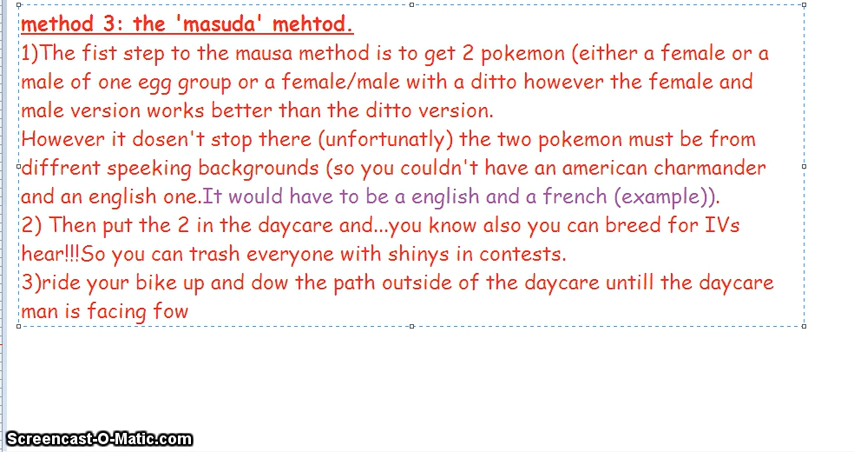 method 3: the 'masuda' mehtod.
1)The fist step to the mausa method is to get 2 pokemon (either a female or a
male of one egg group or a female/male with a ditto however the female and
male version works better than the ditto version.
However it dosen't stop there (unfortunatly) the two pokemon must be from
diffrent speeking backgrounds (so you couldn't have an american charmander
and an english one.It would have to be a english and a french (example)).
2) Then put the 2 in the daycare and...you know also you can breed for IVs
hear!!!So you can trash everyone with shinys in contests.
3)ride your bike up and dow the path outside of the daycare untill the daycare
man is facing fow
Screencast-O-Matic.com